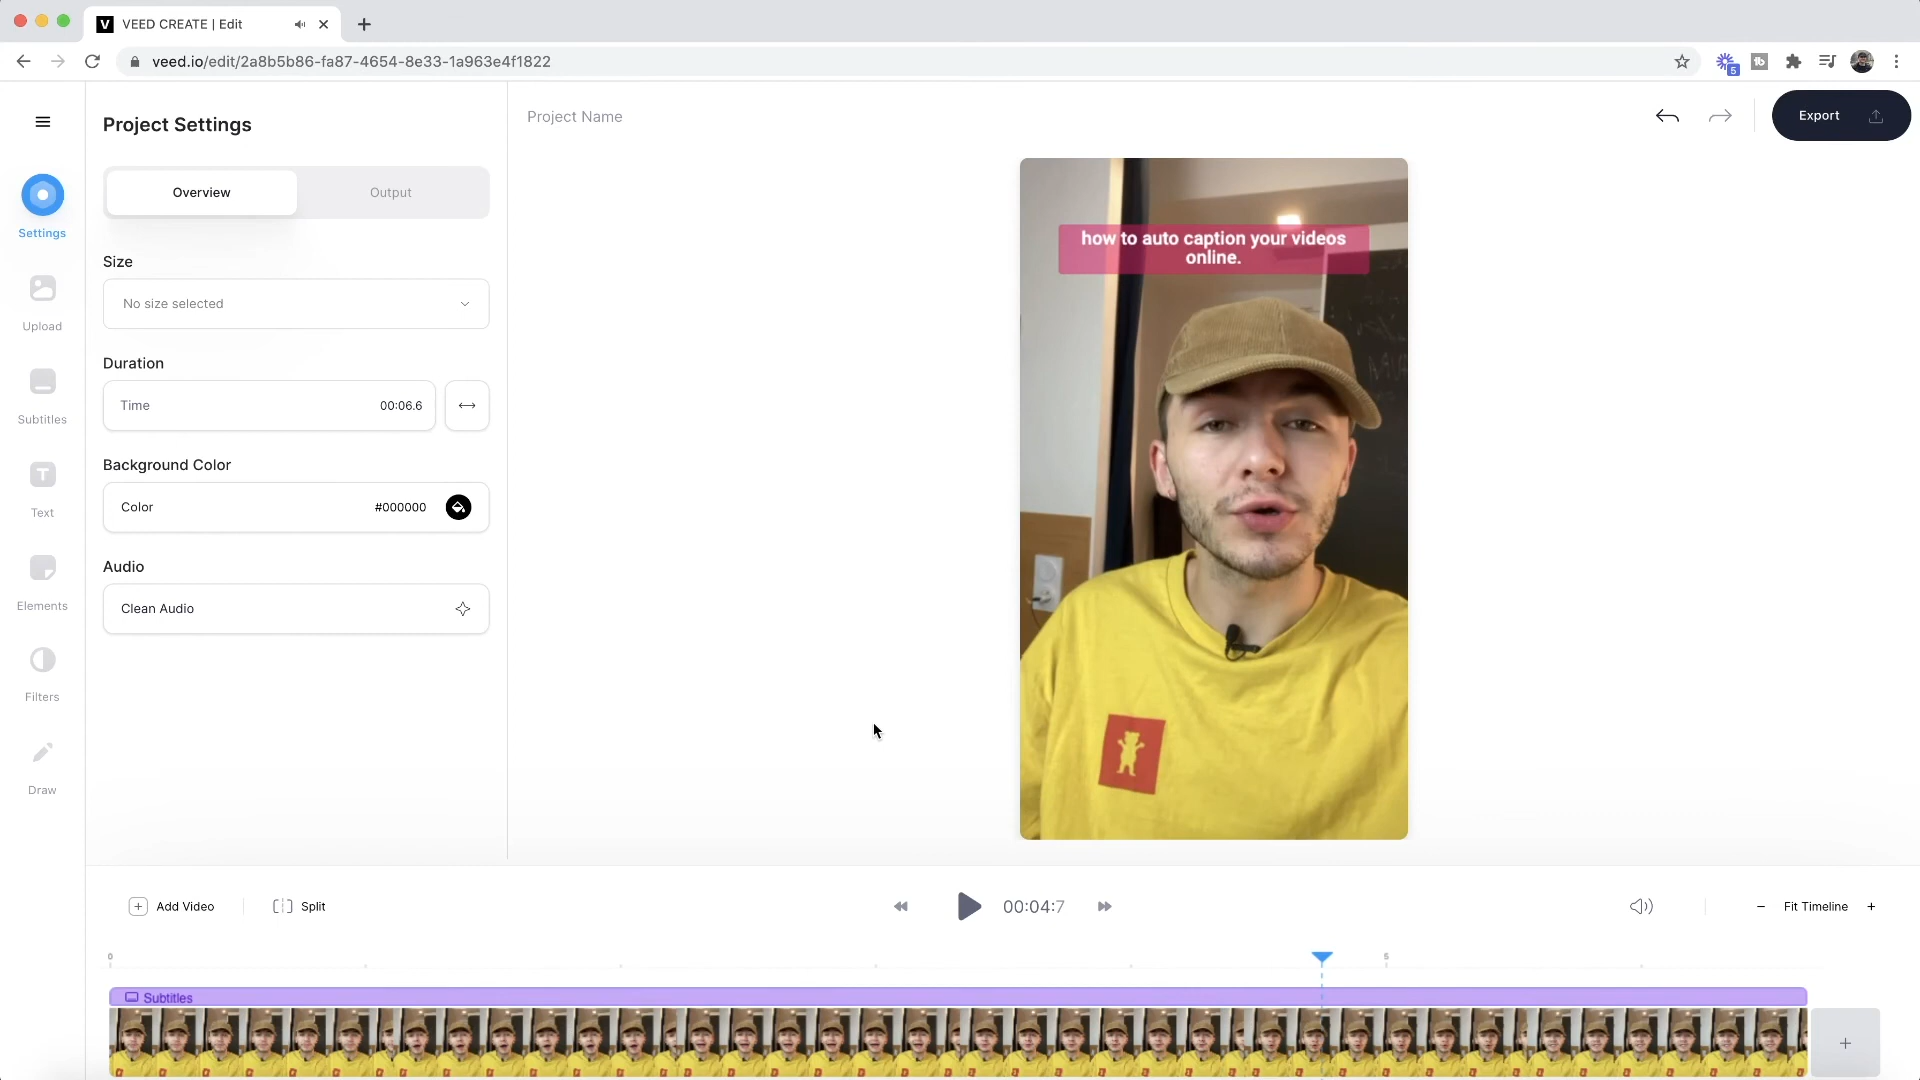 VEED CREATE | Edit
veed.io/edit/2a8b5b86-fa87-4654-8e33-1a963e4f1822
5
Project Settings
Project Name
Export
Overview
Output
Settings
Size
No size selected
Upload
Duration
Time
00:06.6
Subtitles
Background Color
Color
#000000
Text
Audio
Clean Audio
Elements
Filters
Draw
how to auto caption your videos
online.
Add Video
Split
00:04:7
Fit Timeline
0
5
Subtitles